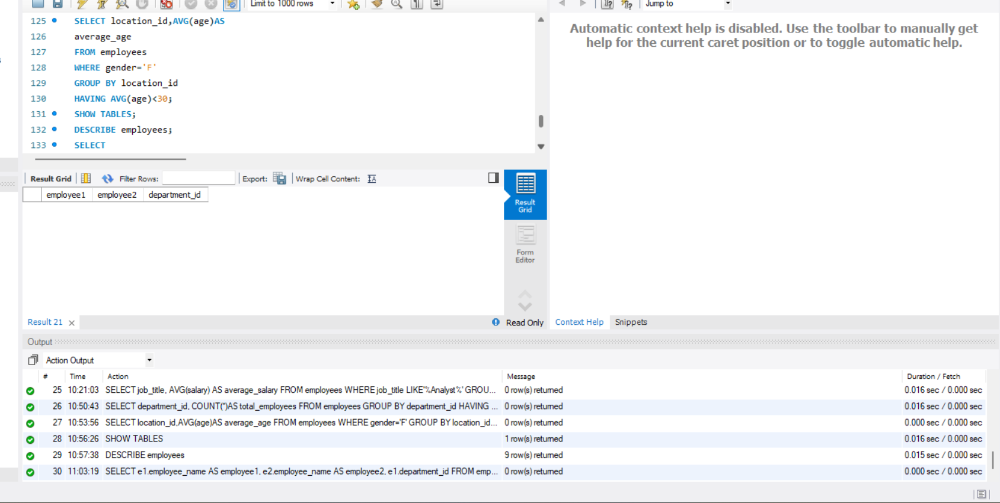 Limit to 1000 rows
125 SELECT location_id,AVG(age)AS
126 average_age
127 FROM employees
128 WHERE gender='F'
129 GROUP BY location_id
130 HAVING AVG(age)<30;
131 SHOW TABLES;
132 DESCRIBE employees;
133 SELECT
Result Grid Filter Rows: Export: Wrap Cell Content: IA
employee1 employee2 department_id
Result
Grid
Form
Editor
Result 21 × Read Only
Jump to
Automatic context help is disabled. Use the toolbar to manually get
help for the current caret position or to toggle automatic help.
Context Help Snippets
Output
Action Output
# Time Action Message Duration / Fetch
25 10:21:03 SELECT job_title, AVG(salary) AS average_salary FROM employees WHERE job_title LIKE'%Analyst%' GROU... 0 row(s) returned 0.016 sec / 0.000 sec
26 10:50:43 SELECT department_id, COUNT(*)AS total_employees FROM employees GROUP BY department_id HAVING ... 0 row(s) returned 0.016 sec / 0.000 sec
27 10:53:56 SELECT location_id,AVG(age)AS average_age FROM employees WHERE gender='F' GROUP BY location_id... 0 row(s) returned 0.000 sec / 0.000 sec
28 10:56:26 SHOW TABLES 1 row(s) returned 0.016 sec / 0.000 sec
29 10:57:38 DESCRIBE employees 9 row(s) returned 0.015 sec / 0.000 sec
30 11:03:19 SELECT e1.employee_name AS employee1, e2.employee_name AS employee2, e1.department_id FROM emp... 0 row(s) returned 0.000 sec / 0.000 sec